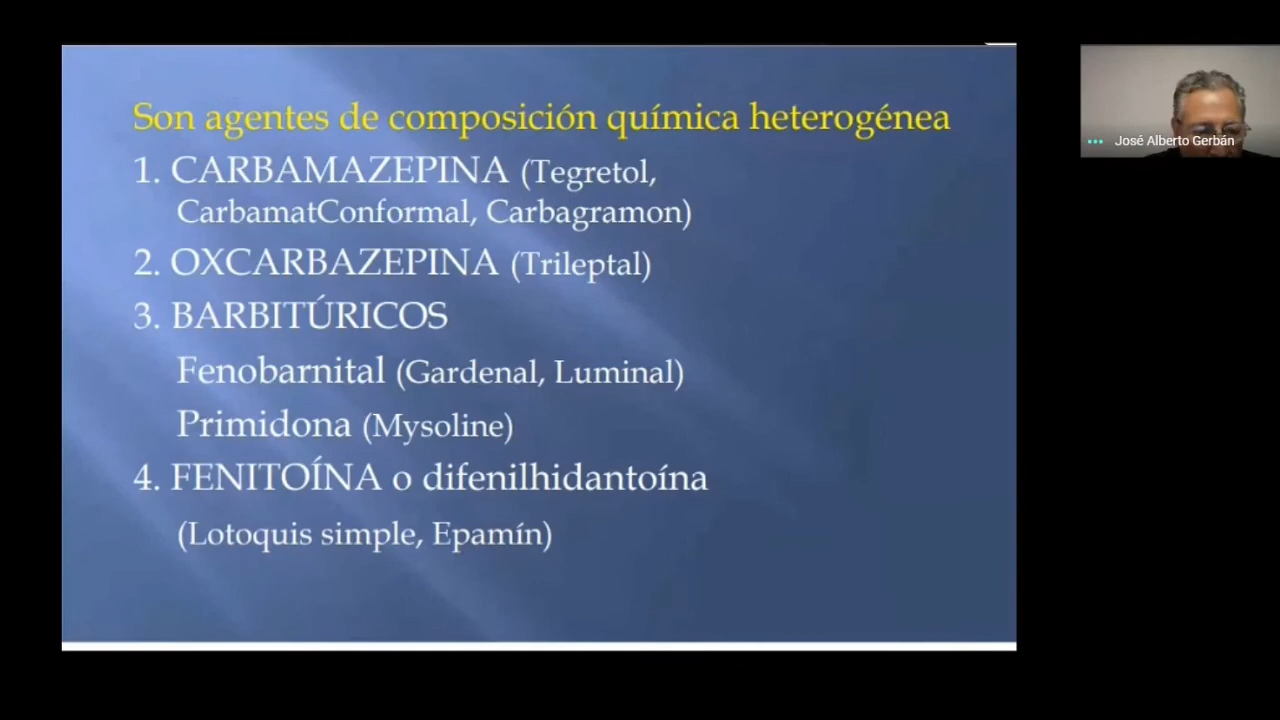 Son agentes de composición química heterogénea
1. CARBAMAZEPINA (Tegretol,
CarbamatConformal, Carbagramon)
2. OXCARBAZEPINA (Trileptal)
3. BARBITÚRICOS
Fenobarnital (Gardenal, Luminal)
Primidona (Mysoline)
4. FENITOÍNA o difenilhidantoína
(Lotoquis simple, Epamín)
José Alberto Gerbán